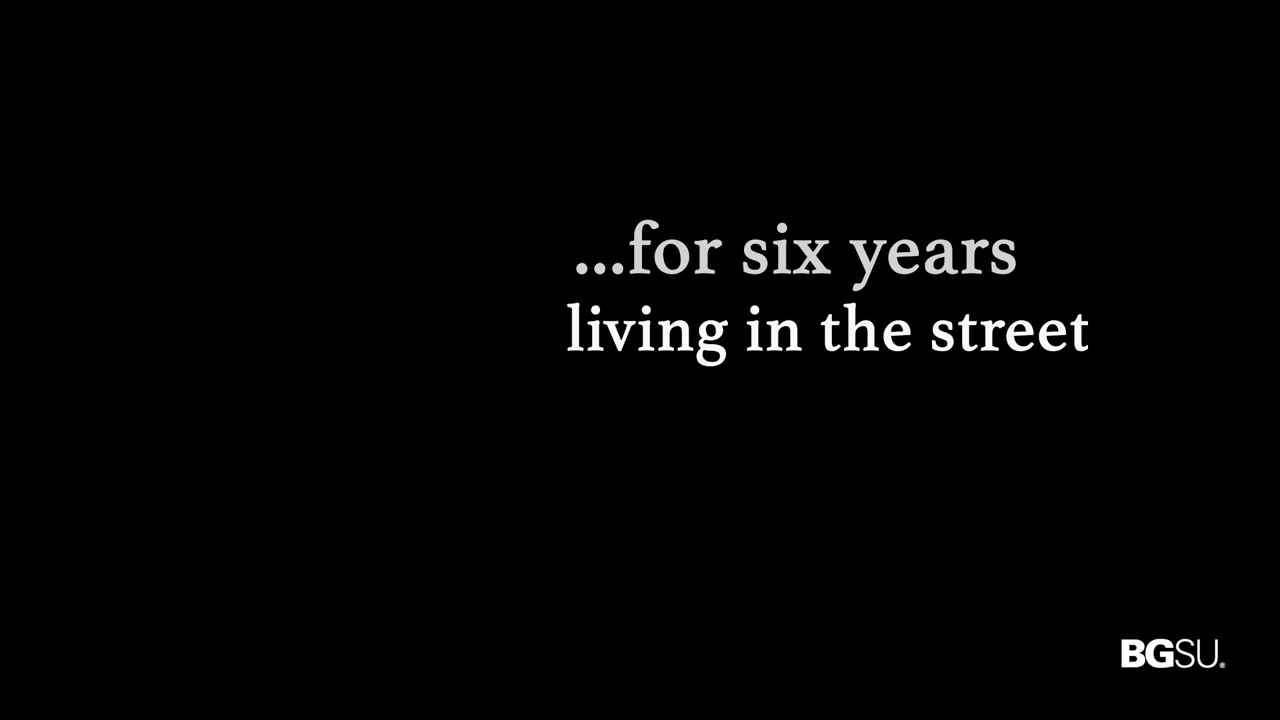 ...for six years
living in the street
BGSU®